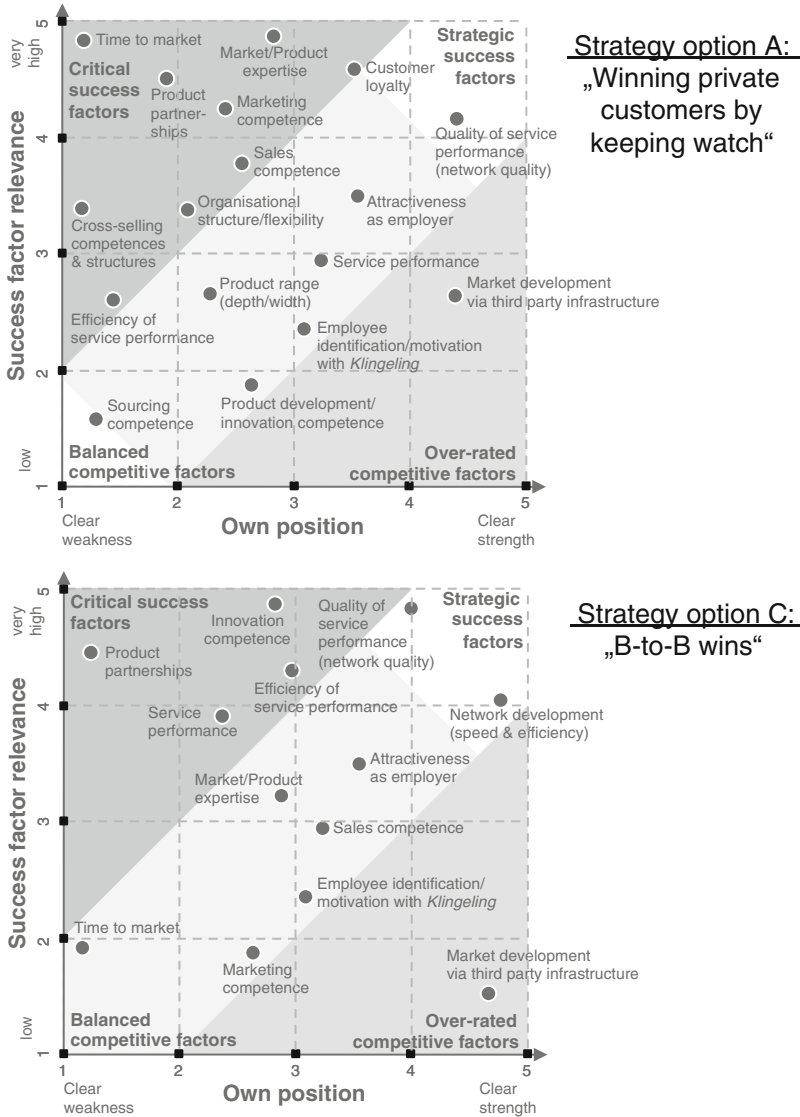 Strategy option A:
„Winning private
customers by
keeping watch“
Success factor relevance
very
high
low
5
4
3
2
1
Time to market
Critical
success
factors
Market/Product
expertise
Strategic
success
factors
Customer
loyalty
Product
partner-
ships
Marketing
competence
Quality of service
performance
(network quality)
Sales
competence
Cross-selling
competences
& structures
Organisational
structure/flexibility
Attractiveness
as employer
Service performance
Product range
(depth/width)
Market development
via third party infrastructure
Efficiency of
service performance
Employee
identification/motivation
with Klingeling
Sourcing
competence
Product development/
innovation competence
Balanced
competitive factors
Over-rated
competitive factors
1
2
3
4
5
Clear
weakness
Own position
Clear
strength
Strategy option C:
„B-to-B wins“
Success factor relevance
very
high
low
5
4
3
2
1
Critical success
factors
Innovation
competence
Quality of
service
performance
(network quality)
Strategic
success
factors
Product
partnerships
Efficiency of
service performance
Service
performance
Network development
(speed & efficiency)
Attractiveness
as employer
Market/Product
expertise
Sales competence
Employee identification/
motivation with Klingeling
Time to market
Marketing
competence
Market development
via third party infrastructure
Balanced
competitive factors
Over-rated
competitive factors
1
2
3
4
5
Clear
weakness
Own position
Clear
strength